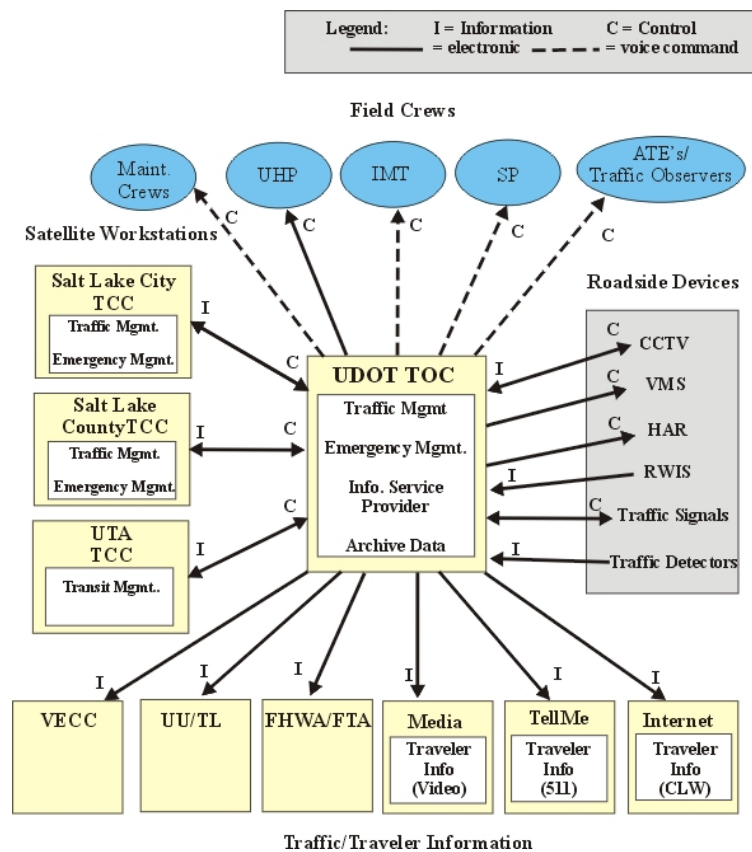 Legend: I = Information C = Control
= electronic = voice command
Field Crews
Maint.
Crews
UHP
IMT
SP
ATE's/
Traffic Observers
C
C
C
C
C
Satellite Workstations
Roadside Devices
Salt Lake City
TCC
Traffic Mgmt.
Emergency Mgmt.
I
C
Salt Lake
CountyTCC
Traffic Mgmt.
Emergency Mgmt.
I
C
UTA
TCC
Transit Mgmt..
I
C
UDOT TOC
Traffic Mgmt
Emergency Mgmt.
Info. Service
Provider
Archive Data
I
C
CCTV
C
VMS
C
HAR
I
RWIS
C
Traffic Signals
I
Traffic Detectors
I
I
I
I
I
I
VECC
UU/TL
FHWA/FTA
Media
Traveler
Info
(Video)
TellMe
Traveler
Info
(511)
Internet
Traveler
Info
(CLW)
Traffic/Traveler Information